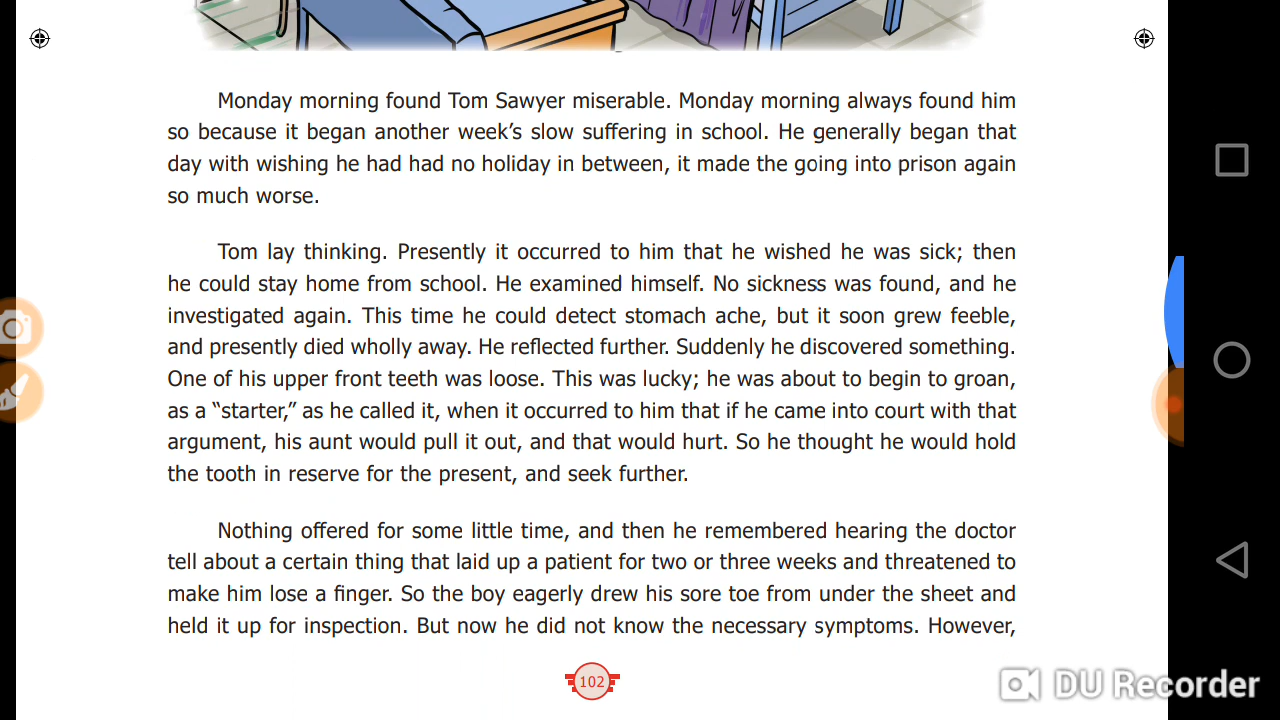 Monday morning found Tom Sawyer miserable. Monday morning always found him
so because it began another week's slow suffering in school. He generally began that
day with wishing he had had no holiday in between, it made the going into prison again
so much worse.
Tom lay thinking. Presently it occurred to him that he wished he was sick; then
he could stay home from school. He examined himself. No sickness was found, and he
investigated again. This time he could detect stomach ache, but it soon grew feeble,
and presently died wholly away. He reflected further. Suddenly he discovered something.
One of his upper front teeth was loose. This was lucky; he was about to begin to groan,
as a “starter,” as he called it, when it occurred to him that if he came into court with that
argument, his aunt would pull it out, and that would hurt. So he thought he would hold
the tooth in reserve for the present, and seek further.
Nothing offered for some little time, and then he remembered hearing the doctor
tell about a certain thing that laid up a patient for two or three weeks and threatened to
make him lose a finger. So the boy eagerly drew his sore toe from under the sheet and
held it up for inspection. But now he did not know the necessary symptoms. However,
102
DU Recorder